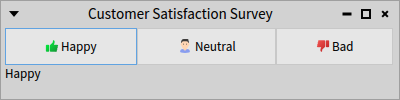 Customer Satisfaction Survey
Happy Neutral Bad
Happy